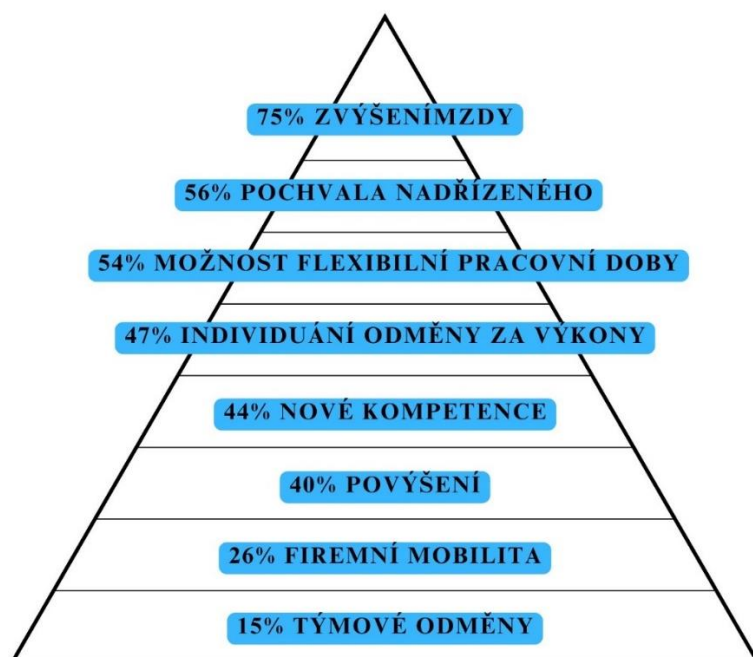 75% ZVÝŠENÍMZDY
56% POCHVALA NADŘÍZENÉHO
54% MOŽNOST FLEXIBILNÍ PRACOVNÍ DOBY
47% INDIVIDUÁNÍ ODMĚNY ZA VÝKONY
44% NOVÉ KOMPETENCE
40% POVÝŠENÍ
26% FIREMNÍ MOBILITA
15% TÝMOVÉ ODMĚNY